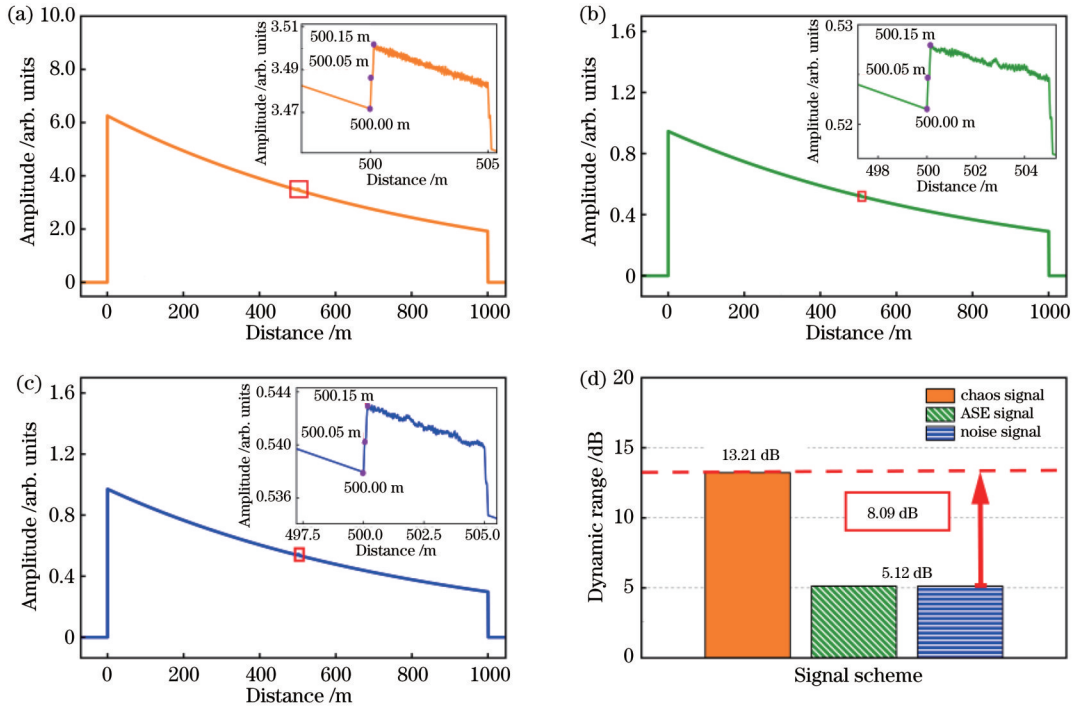 (a)
10.0
8.0
6.0
4.0
2.0
0
Amplitude /arb. units
0
200
400
600
800
1000
Distance /m
3.51
3.49
3.47
Amplitude /arb. units
500.15 m
500.05 m
500.00 m
500
505
Distance /m
(b)
1.6
1.2
0.8
0.4
0
Amplitude /arb. units
0
200
400
600
800
1000
Distance /m
0.53
0.52
Amplitude /arb. units
500.15 m
500.05 m
500.00 m
498
500
502
504
Distance /m
(c)
1.6
1.2
0.8
0.4
0
Amplitude /arb. units
0
200
400
600
800
1000
Distance /m
0.544
0.540
0.536
Amplitude /arb. units
500.15 m
500.05 m
500.00 m
497.5
500.0
502.5
505.0
Distance /m
(d)
20
15
10
5
0
Dynamic range /dB
chaos signal
ASE signal
noise signal
13.21 dB
8.09 dB
5.12 dB
Signal scheme